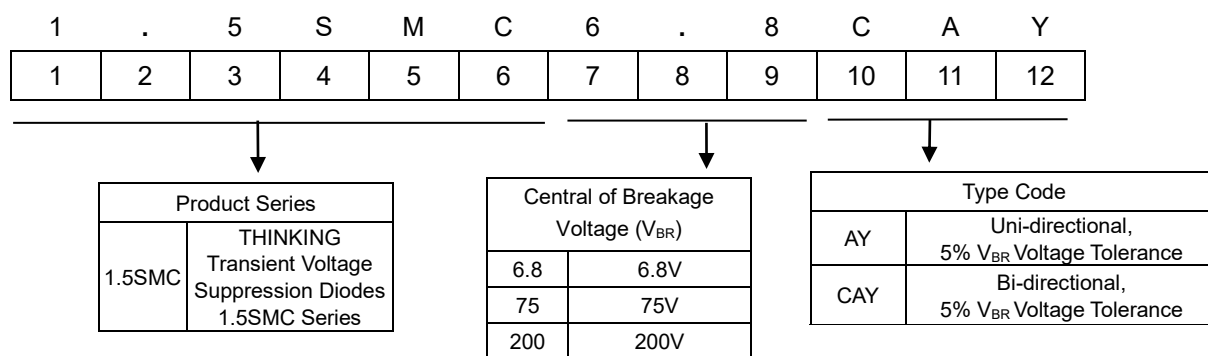 1 . 5 S M C 6 . 8 C A Y
1 2 3 4 5 6 7 8 9 10 11 12
Product Series
1.5SMC
THINKING
Transient Voltage
Suppression Diodes
1.5SMC Series
Central of Breakage
Voltage (VBR)
6.8 6.8V
75 75V
200 200V
Type Code
AY
Uni-directional,
5% VBR Voltage Tolerance
CAY
Bi-directional,
5% VBR Voltage Tolerance